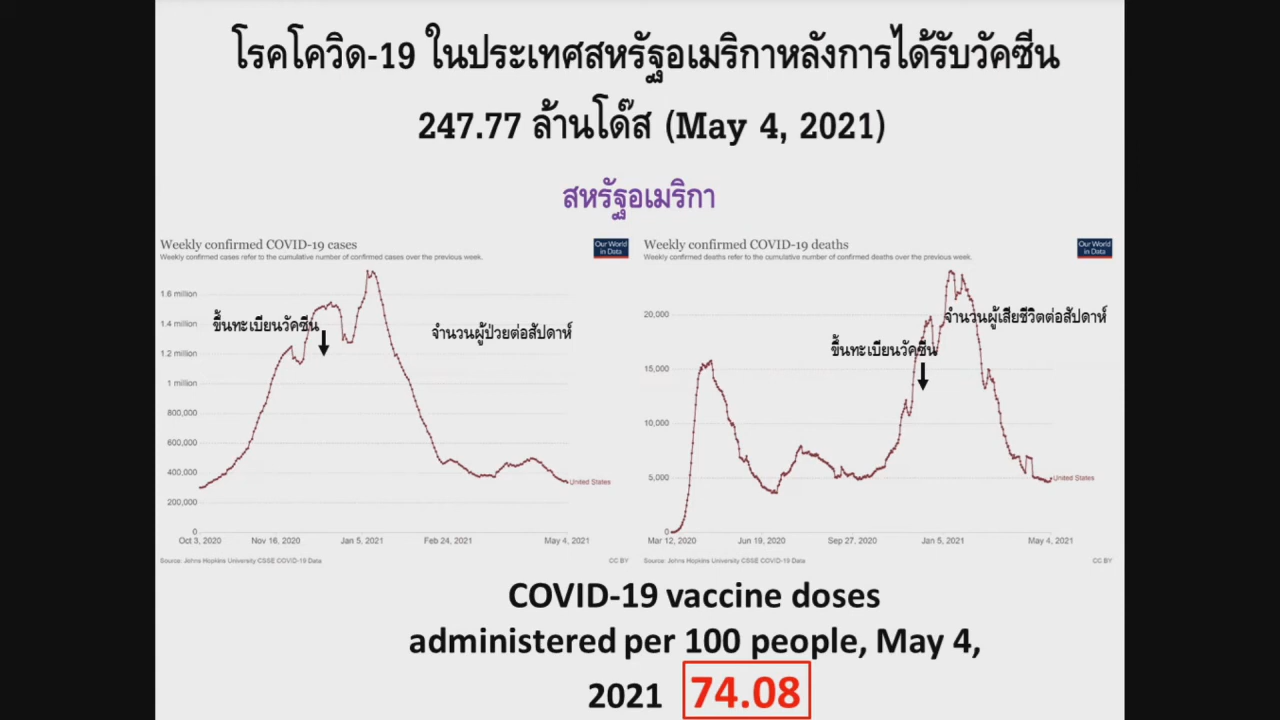 โรคโควิด-19 ในประเทศสหรัฐอเมริกาหลังการได้รับวัคซีน
247.77 ล้านโด๊ส (May 4, 2021)
สหรัฐอเมริกา
Weekly confirmed COVID-19 cases
Weekly confirmed cases refer to the cumulative number of confirmed cases over the previous week.
Our World
in Data
1.6 million
1.4 million
1.2 million
1 million
800,000
600,000
400,000
200,000
0
ขึ้นทะเบียนวัคซีน
จำนวนผู้ป่วยต่อสัปดาห์
United States
Oct 3, 2020
Nov 16, 2020
Jan 5, 2021
Feb 24, 2021
May 4, 2021
Source: Johns Hopkins University CSSE COVID-19 Data
CC BY
Weekly confirmed COVID-19 deaths
Weekly confirmed deaths refer to the cumulative number of confirmed deaths over the previous week.
Our World
in Data
20,000
15,000
10,000
5,000
0
จำนวนผู้เสียชีวิตต่อสัปดาห์
ขึ้นทะเบียนวัคซีน
United States
Mar 12, 2020
Jun 19, 2020
Sep 27, 2020
Jan 5, 2021
May 4, 2021
Source: Johns Hopkins University CSSE COVID-19 Data
CC BY
COVID-19 vaccine doses
administered per 100 people, May 4,
2021 74.08